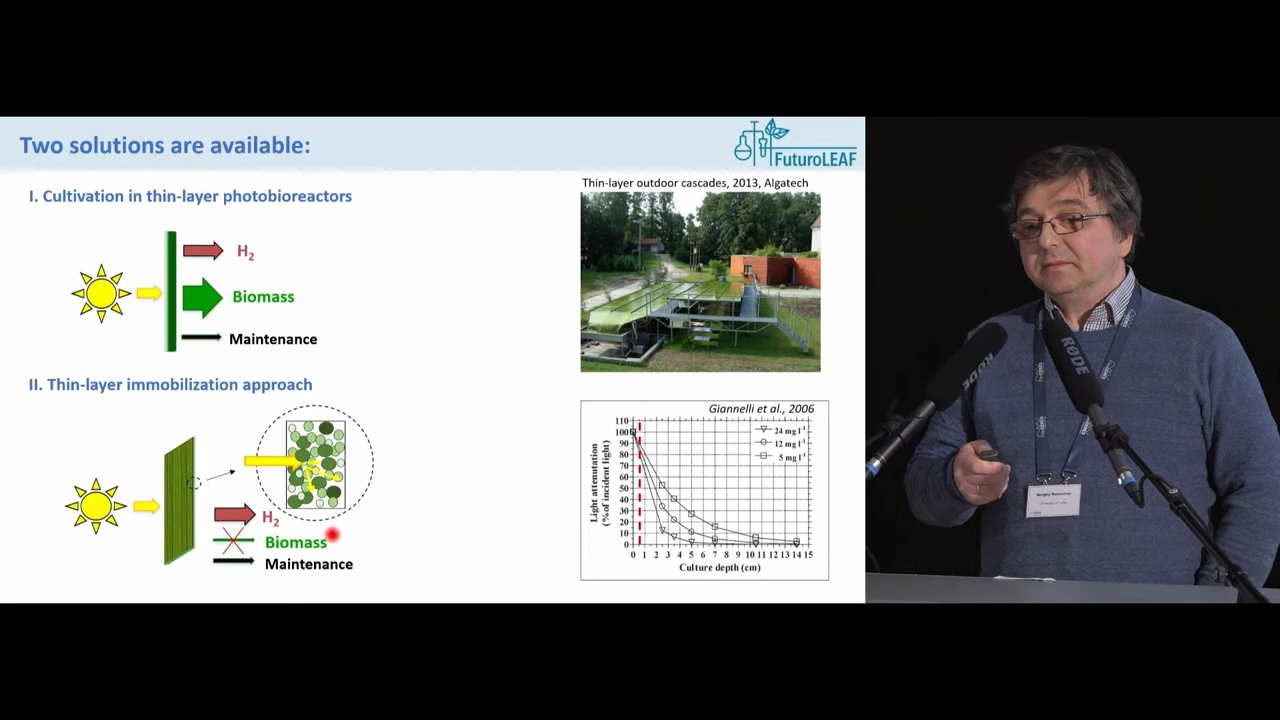 Two solutions are available:
FuturoLEAF
I. Cultivation in thin-layer photobioreactors
H2
Biomass
Maintenance
Thin-layer outdoor cascades, 2013, Algatech
II. Thin-layer immobilization approach
H2
Biomass
Maintenance
Giannelli et al., 2006
Light attenutation
(%of incident light)
110
100
90
80
70
60
50
40
30
20
10
0
24 mg l-1
12 mg l-1
5 mg l-1
0 1 2 3 4 5 6 7 8 9 10 11 12 13 14 15
Culture depth (cm)
RØDE
RØDE